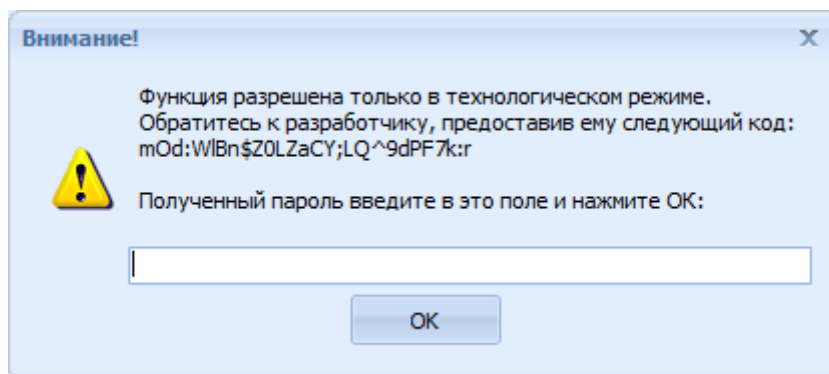 Внимание!
Функция разрешена только в технологическом режиме.
Обратитесь к разработчику, предоставив ему следующий код:
mOd:WlBn$Z0LZaCY;LQ^9dPF7k:r
Полученный пароль введите в это поле и нажмите ОК:
OK